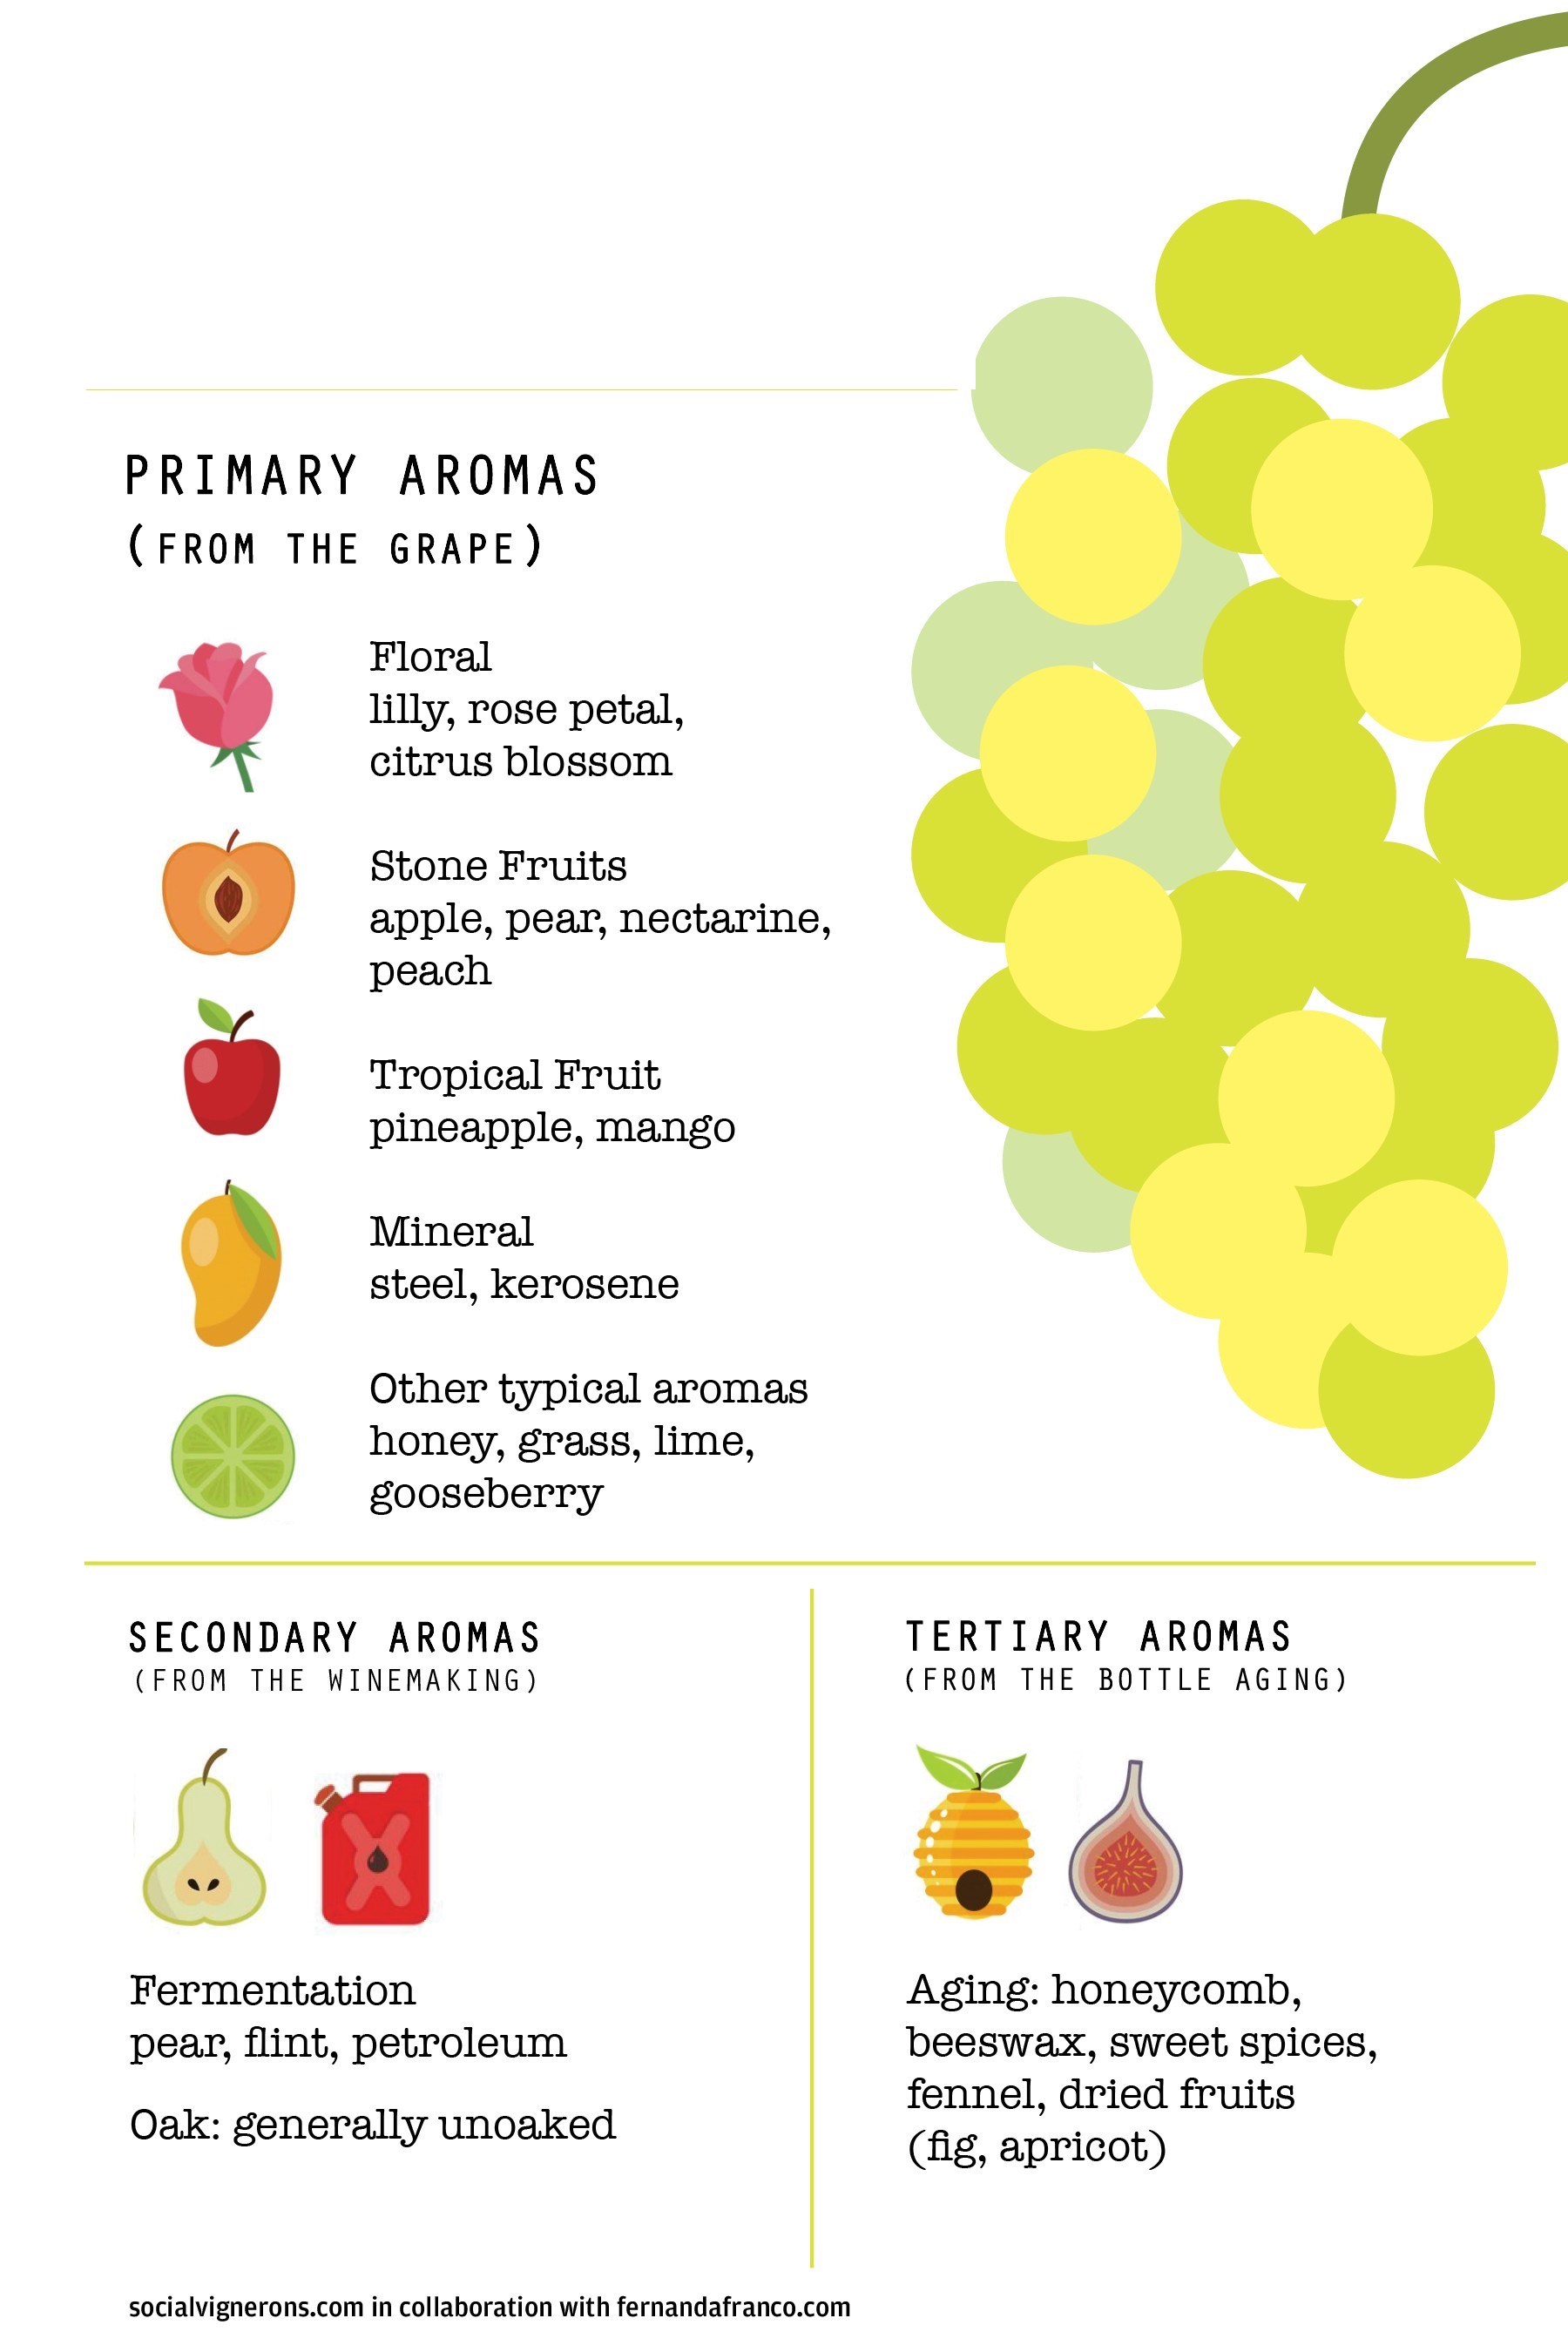 PRIMARY AROMAS
(FROM THE GRAPE)
Floral
lilly, rose petal,
citrus blossom
Stone Fruits
apple, pear, nectarine,
peach
Tropical Fruit
pineapple, mango
Mineral
steel, kerosene
Other typical aromas
honey, grass, lime,
gooseberry
SECONDARY AROMAS
(FROM THE WINEMAKING)
Fermentation
pear, flint, petroleum
Oak: generally unoaked
TERTIARY AROMAS
(FROM THE BOTTLE AGING)
Aging: honeycomb,
beeswax, sweet spices,
fennel, dried fruits
(fig, apricot)
socialvignerons.com in collaboration with fernandafranco.com